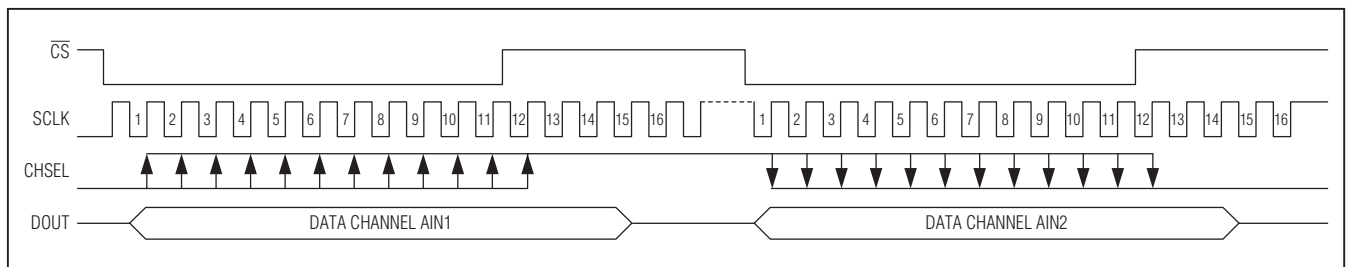 CS
SCLK 1 2 3 4 5 6 7 8 9 10 11 12 13 14 15 16 1 2 3 4 5 6 7 8 9 10 11 12 13 14 15 16
CHSEL
DOUT DATA CHANNEL AIN1 DATA CHANNEL AIN2